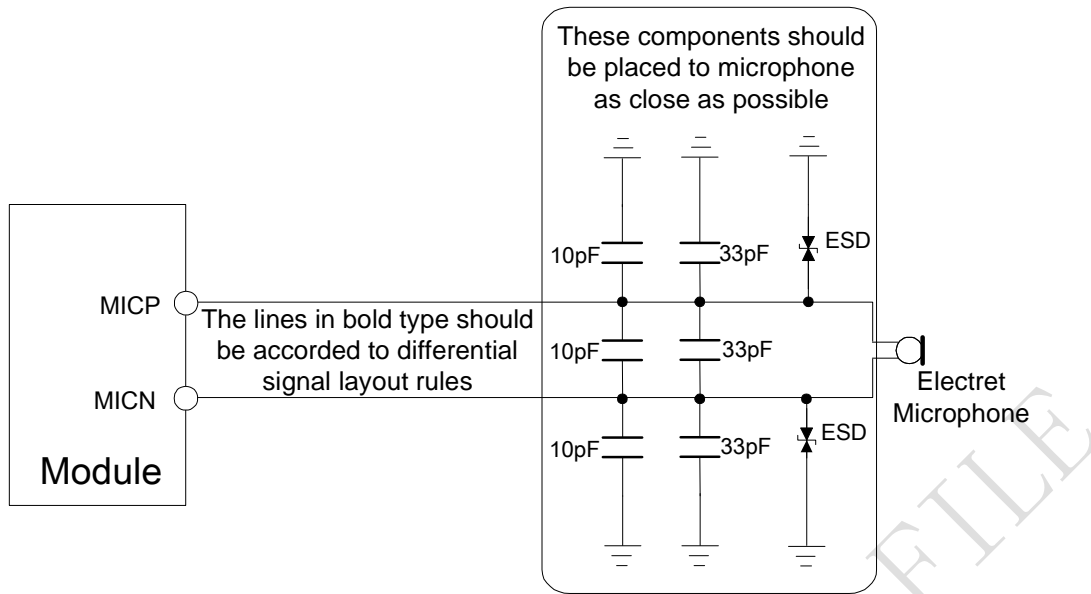 These components should
be placed to microphone
as close as possible
10pF
33pF
ESD
MICP
The lines in bold type should
be accorded to differential
signal layout rules
10pF
33pF
MICN
Electret
Microphone
10pF
33pF
ESD
Module
FILE